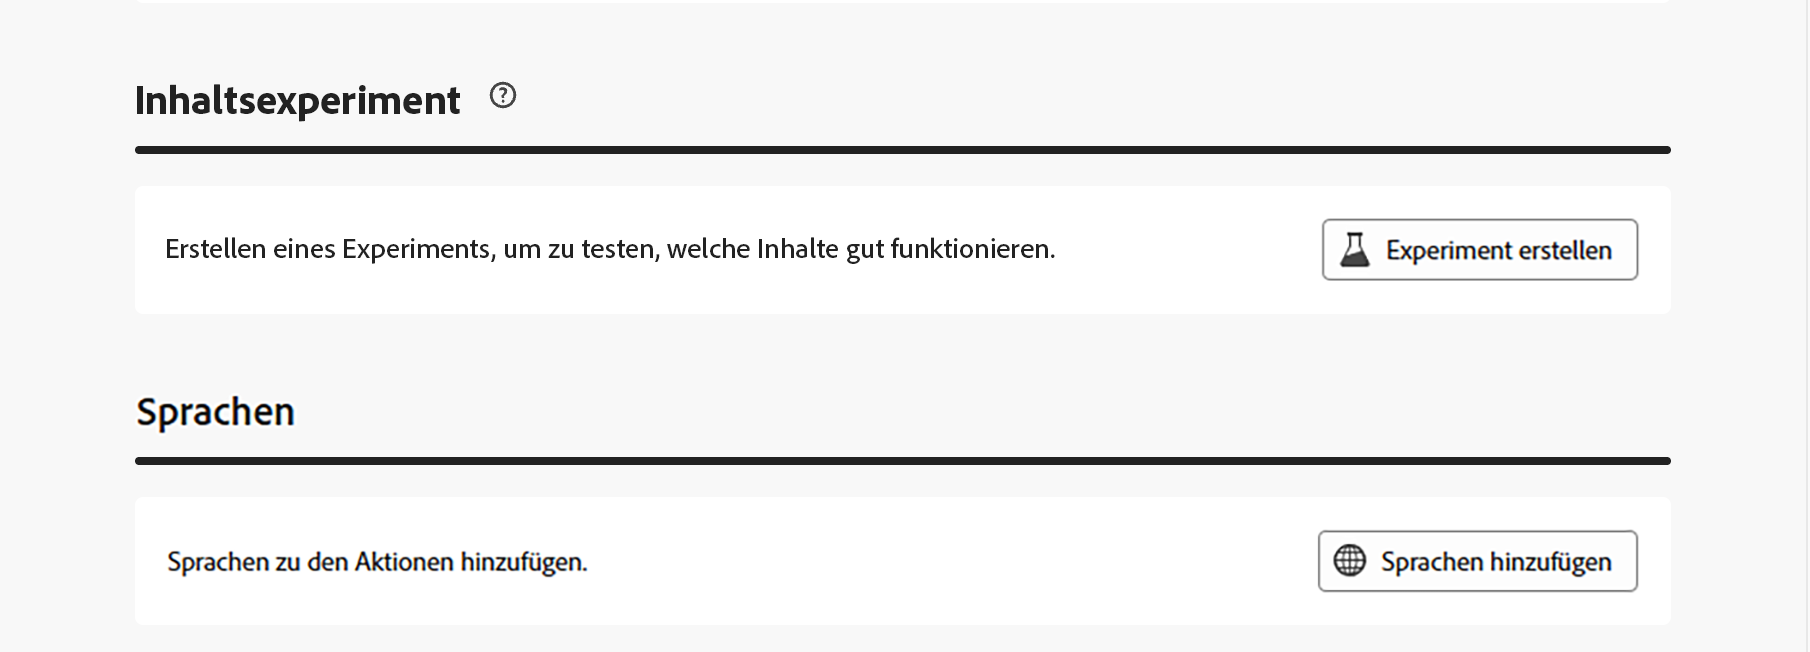 Inhaltsexperiment ?
Erstellen eines Experiments, um zu testen, welche Inhalte gut funktionieren.
Experiment erstellen
Sprachen
Sprachen zu den Aktionen hinzufügen.
Sprachen hinzufügen